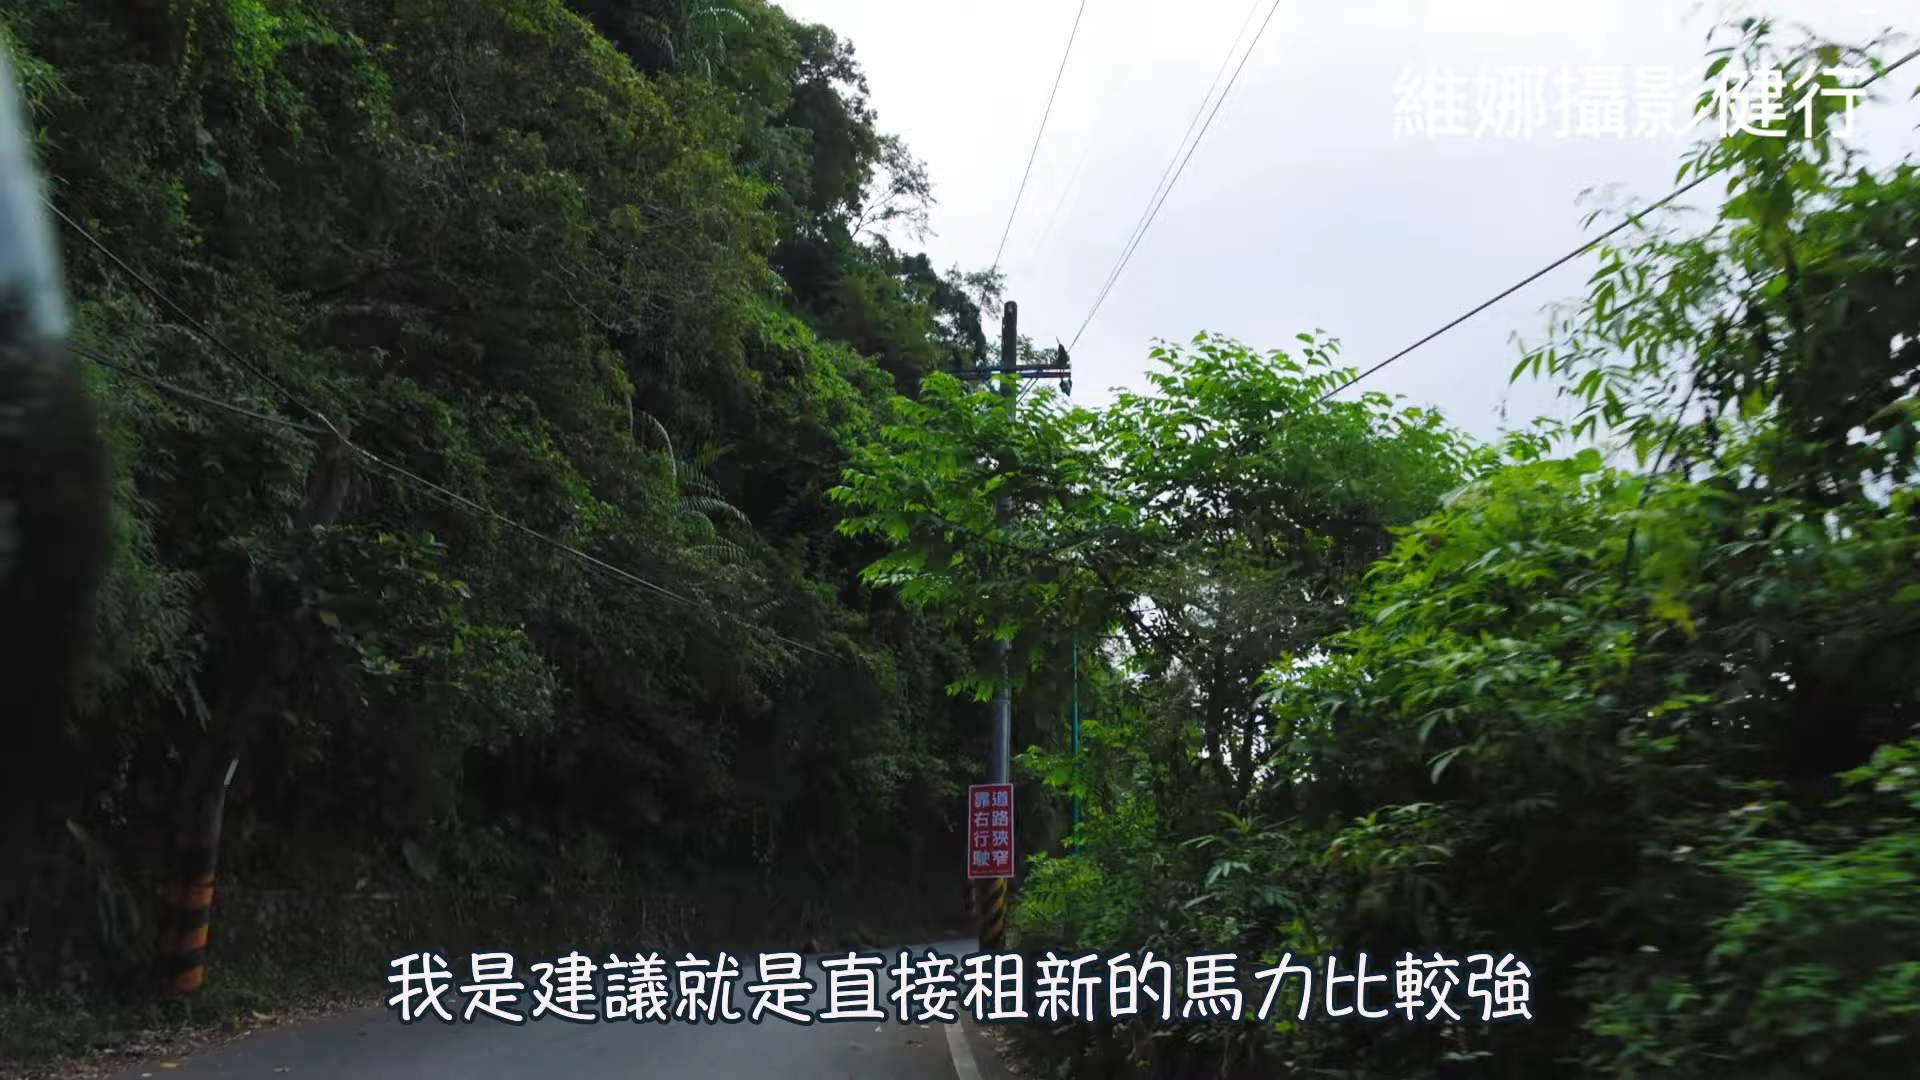 維娜攝影健行
道路狹窄
靠右行駛
我是建議就是直接租新的馬力比較強